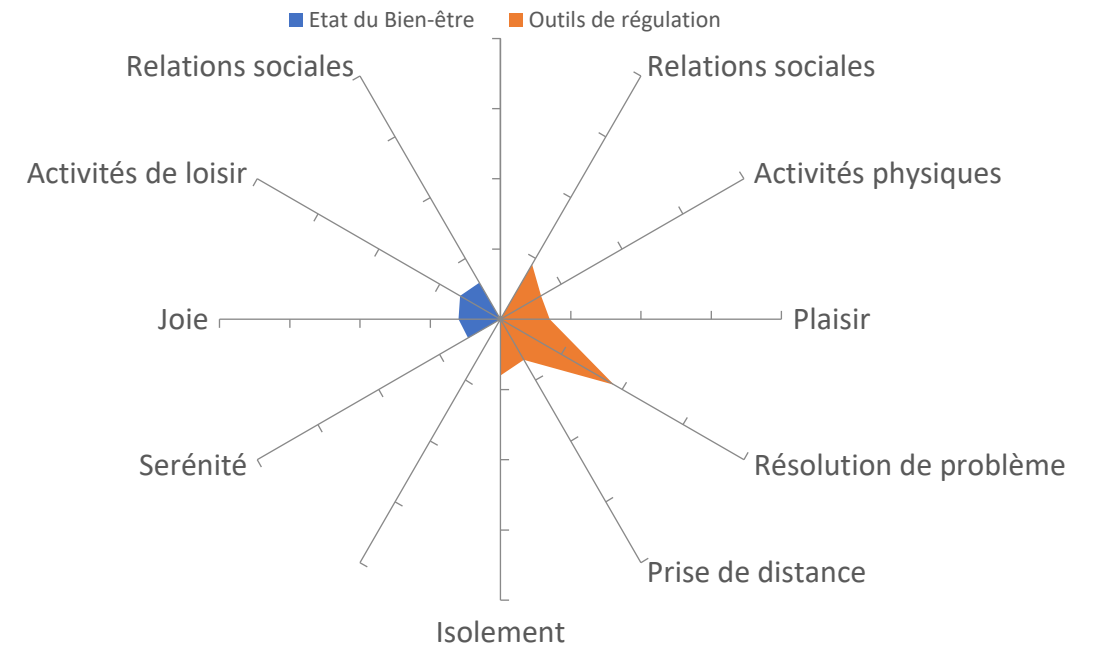 Etat du Bien-être Outils de régulation
Relations sociales
Relations sociales
Activités de loisir
Activités physiques
Joie
Plaisir
Serénité
Résolution de problème
Prise de distance
Isolement